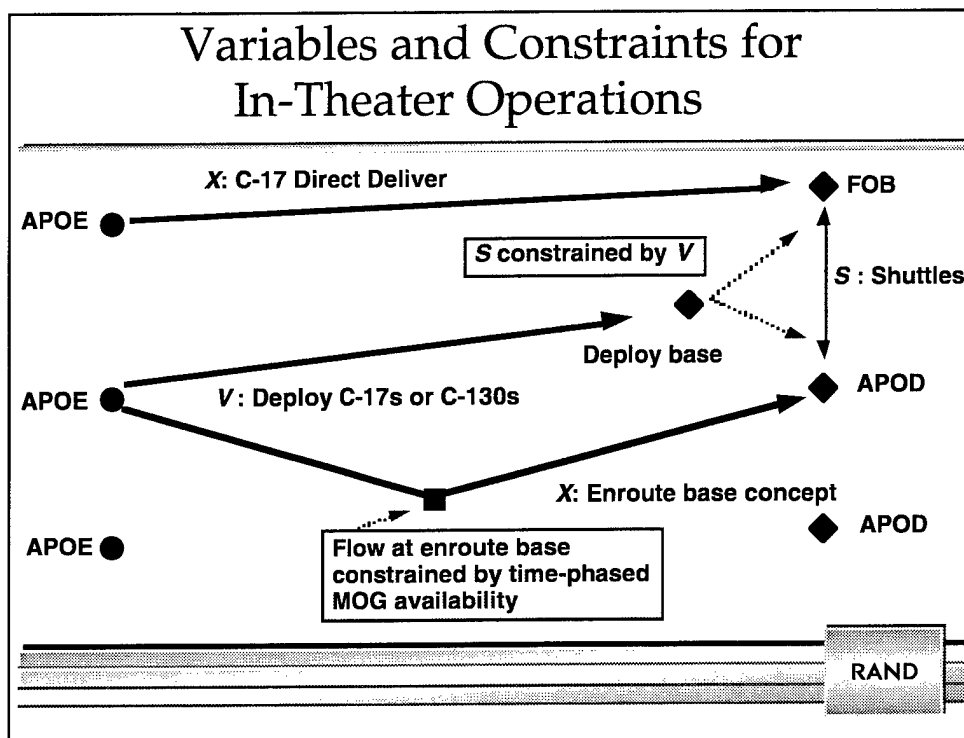 Variables and Constraints for
In-Theater Operations
X: C-17 Direct Deliver
FOB
APOE
S constrained by V
S : Shuttles
Deploy base
APOE
V : Deploy C-17s or C-130s
APOD
X: Enroute base concept
APOE
APOD
Flow at enroute base
constrained by time-phased
MOG availability
RAND